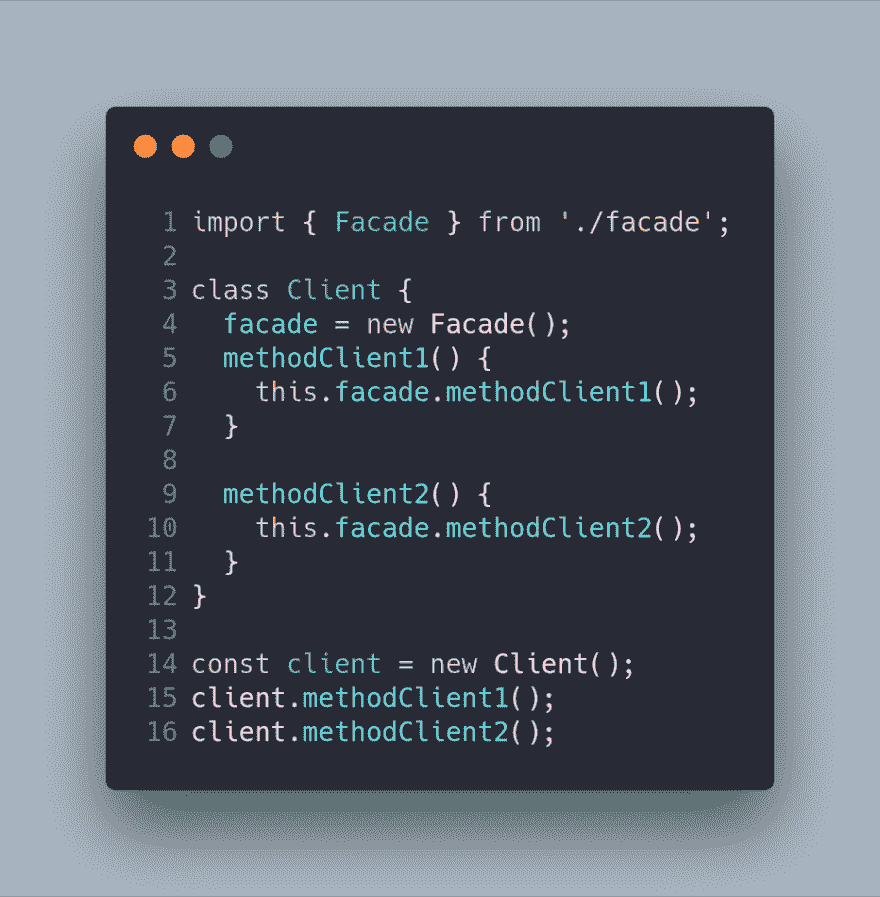 1 import { Facade } from './facade';
2
3 class Client {
4   facade = new Facade();
5   methodClient1() {
6     this.facade.methodClient1();
7   }
8
9   methodClient2() {
10     this.facade.methodClient2();
11   }
12 }
13
14 const client = new Client();
15 client.methodClient1();
16 client.methodClient2();